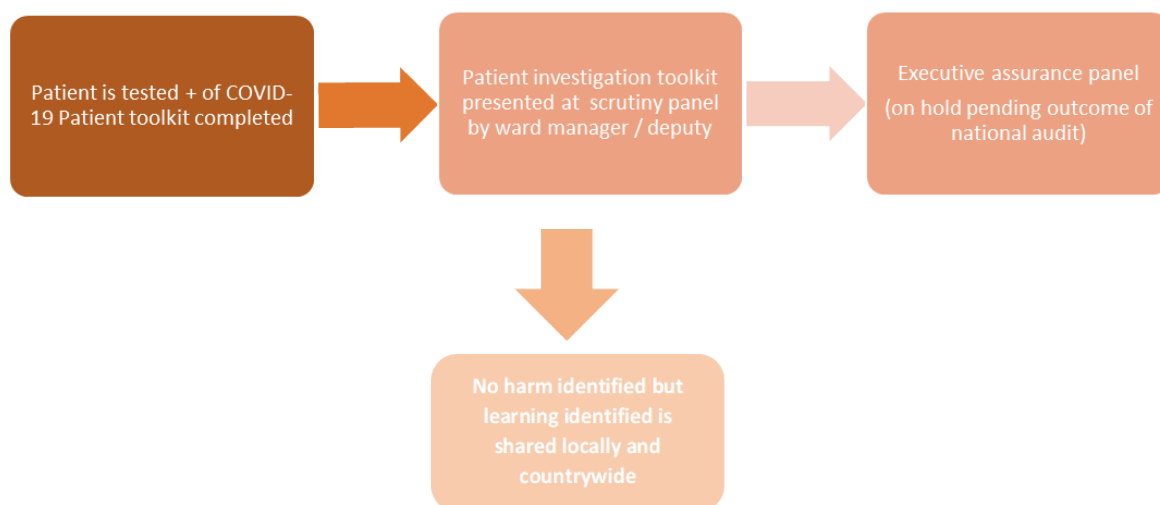 Patient is tested + of COVID-
19 Patient toolkit completed
Patient investigation toolkit
presented at scrutiny panel
by ward manager / deputy
Executive assurance panel
(on hold pending outcome of
national audit)
No harm identified but
learning identified is
shared locally and
countrywide